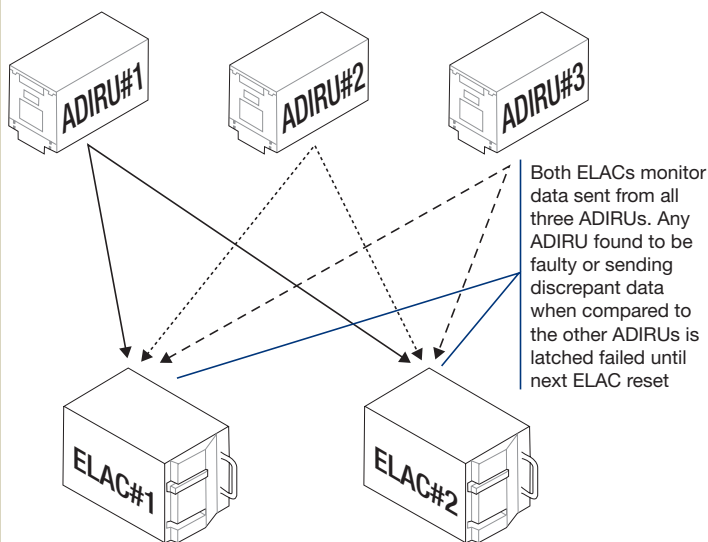 ADIRU#1
ADIRU#2
ADIRU#3
Both ELACs monitor
data sent from all
three ADIRUs. Any
ADIRU found to be
faulty or sending
discrepant data
when compared to
the other ADIRUs is
latched failed until
next ELAC reset
ELAC#1
ELAC#2